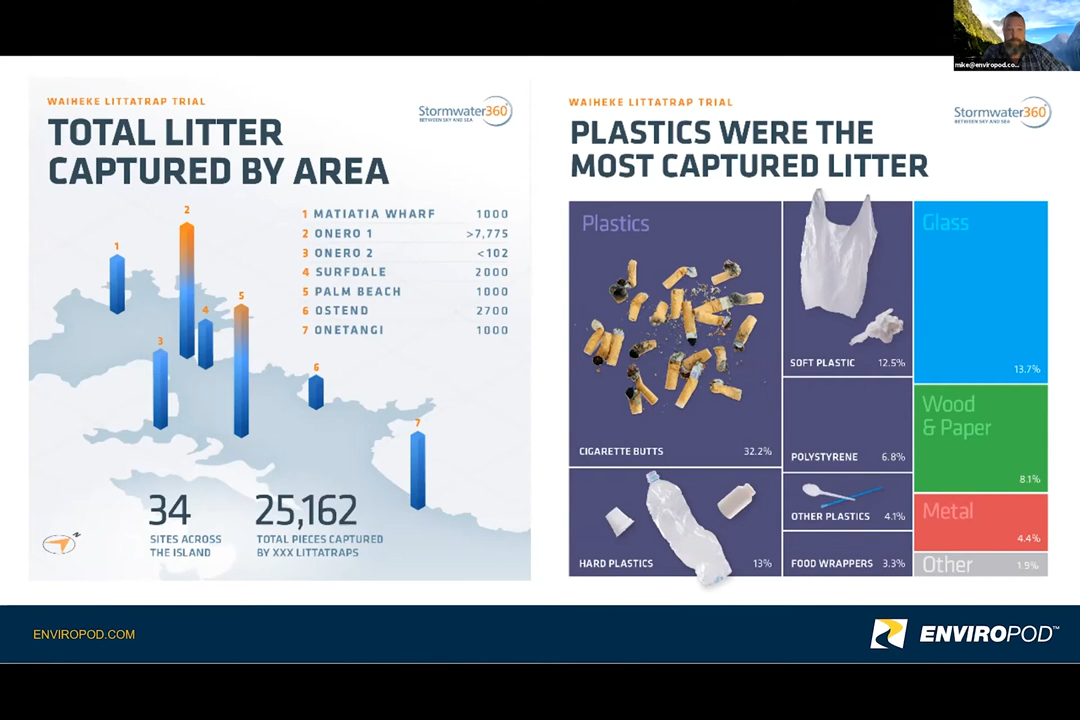 mike@enviropod.co...
WAIHEKE LITTATRAP TRIAL
TOTAL LITTER
CAPTURED BY AREA
Stormwater360
BETWEEN SKY AND SEA
1 MATIATIA WHARF 1000
2 ONERO 1 >7,775
3 ONERO 2 <102
4 SURFDALE 2000
5 PALM BEACH 1000
6 OSTEND 2700
7 ONETANGI 1000
1
2
3
4
5
6
7
34
SITES ACROSS
THE ISLAND
25,162
TOTAL PIECES CAPTURED
BY XXX LITTATRAPS
N
WAIHEKE LITTATRAP TRIAL
PLASTICS WERE THE
MOST CAPTURED LITTER
Stormwater360
BETWEEN SKY AND SEA
Plastics
CIGARETTE BUTTS 32.2%
HARD PLASTICS 13%
SOFT PLASTIC 12.5%
POLYSTYRENE 6.8%
OTHER PLASTICS 4.1%
FOOD WRAPPERS 3.3%
Glass
13.7%
Wood
& Paper
8.1%
Metal
4.4%
Other 1.9%
ENVIROPOD.COM
ENVIROPOD™